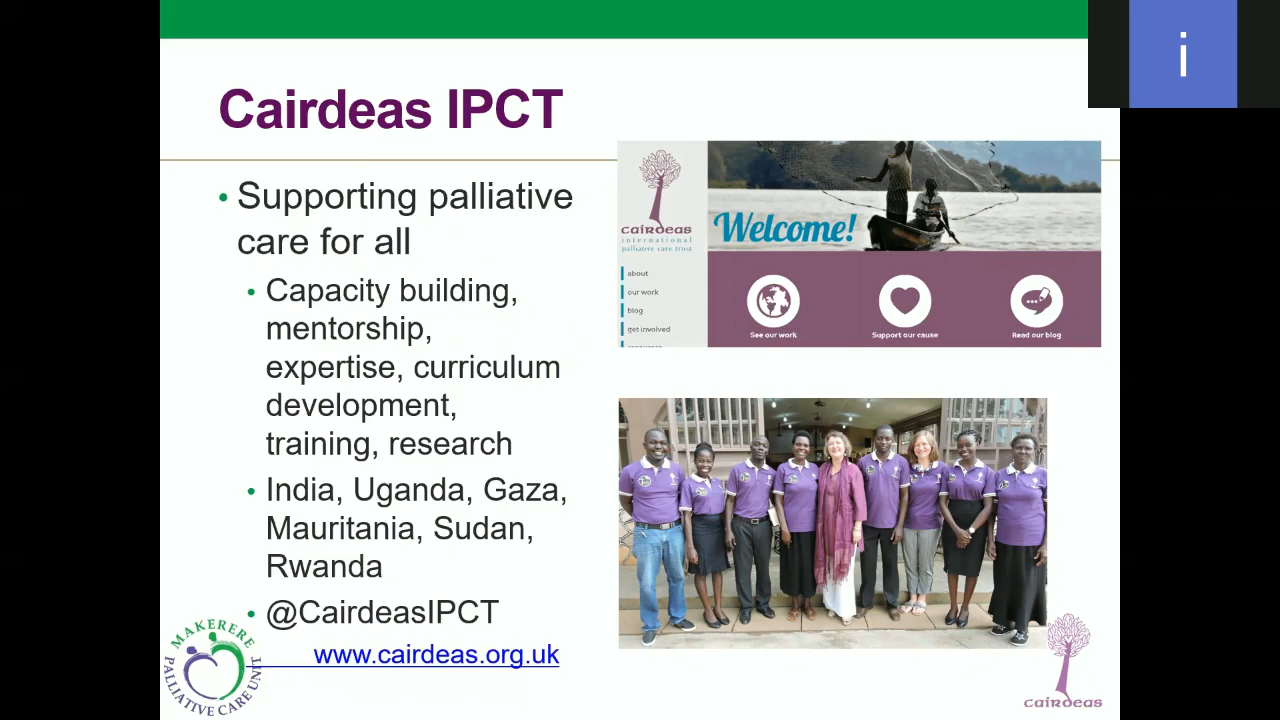 i
Cairdeas IPCT
• Supporting palliative
care for all
• Capacity building,
mentorship,
expertise, curriculum
development,
training, research
• India, Uganda, Gaza,
Mauritania, Sudan,
Rwanda
• @CairdeasIPCT
www.cairdeas.org.uk
MAKERERE
PALLIATIVE CARE UNIT
cairdeas
international
palliative care trust
about
our work
blog
get involved
Welcome!
See our work
Support our cause
Read our blog
cairdeas